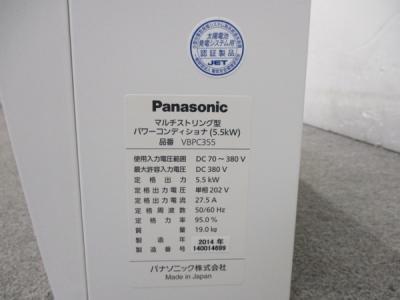 太陽電池
発電システム用
認証製品
JET
Panasonic
マルチストリング型
パワーコンディショナ(5.5kW)
品番 VBPC355
使用入力電圧範囲 DC 70～380 V
最大許容入力電圧 DC 380 V
定格出力 5.5 kW
定格出力電圧 単相 202 V
定格出力電流 27.5 A
定格周波数 50/60 Hz
定格力率 95.0 %
質量 19.0 kg
製造年 2014 年
製造番号 140014699
パナソニック株式会社
Made in Japan